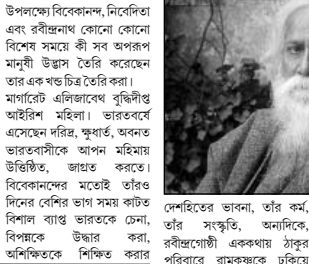 উপলক্ষ্যে বিবেকানন্দ, নিবেদিতা
এবং রবীন্দ্রনাথ কোনো কোনো
বিশেষ সময়ে কী সব অপরূপ
মানুষী উদ্ভাস তৈরি করেছেন
তার এক খন্ড চিত্র তৈরি করা।
মার্গারেট এলিজাবেথ বুদ্ধিদীপ্ত
আইরিশ মহিলা। ভারতবর্ষে
এসেছেন দরিদ্র, ক্ষুধার্ত, অবনত
ভারতবাসীকে আপন মহিমায়
উত্তিষ্ঠিত, জাগ্রত করতে।
বিবেকানন্দের মতোই তাঁরও
দিনের বেশির ভাগ সময় কাটত
বিশাল ব্যাপ্ত ভারতকে চেনা,
বিপন্নকে উদ্ধার করা,
অশিক্ষিতকে শিক্ষিত করার
দেশহিতের ভাবনা, তাঁর কর্ম,
তাঁর সংস্কৃতি, অন্যদিকে,
রবীন্দ্রগোষ্ঠী এককথায় ঠাকুর
পরিবারে রামকৃষ্ণকে ঢুকিয়ে